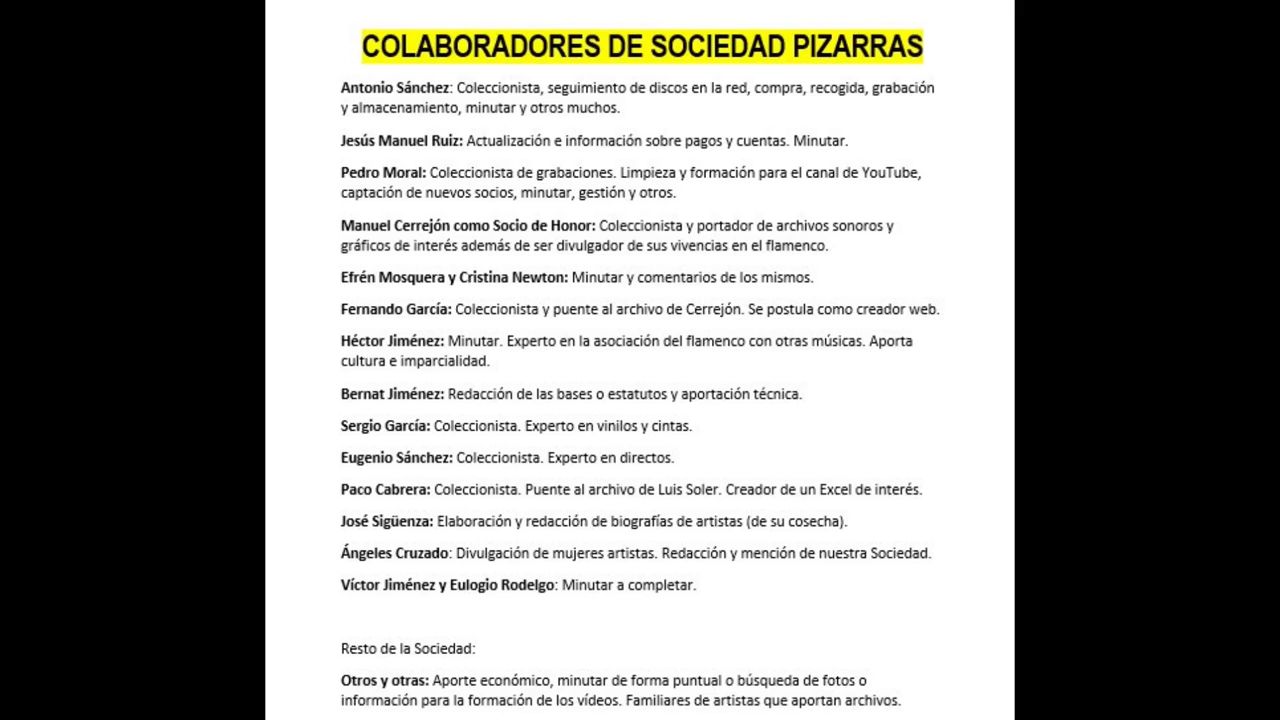 COLABORADORES DE SOCIEDAD PIZARRAS
Antonio Sánchez: Coleccionista, seguimiento de discos en la red, compra, recogida, grabación
y almacenamiento, minutar y otros muchos.
Jesús Manuel Ruiz: Actualización e información sobre pagos y cuentas. Minutar.
Pedro Moral: Coleccionista de grabaciones. Limpieza y formación para el canal de YouTube,
captación de nuevos socios, minutar, gestión y otros.
Manuel Cerrejón como Socio de Honor: Coleccionista y portador de archivos sonoros y
gráficos de interés además de ser divulgador de sus vivencias en el flamenco.
Efrén Mosquera y Cristina Newton: Minutar y comentarios de los mismos.
Fernando García: Coleccionista y puente al archivo de Cerrejón. Se postula como creador web.
Héctor Jiménez: Minutar. Experto en la asociación del flamenco con otras músicas. Aporta
cultura e imparcialidad.
Bernat Jiménez: Redacción de las bases o estatutos y aportación técnica.
Sergio García: Coleccionista. Experto en vinilos y cintas.
Eugenio Sánchez: Coleccionista. Experto en directos.
Paco Cabrera: Coleccionista. Puente al archivo de Luis Soler. Creador de un Excel de interés.
José Sigüenza: Elaboración y redacción de biografías de artistas (de su cosecha).
Ángeles Cruzado: Divulgación de mujeres artistas. Redacción y mención de nuestra Sociedad.
Víctor Jiménez y Eulogio Rodelgo: Minutar a completar.
Resto de la Sociedad:
Otros y otras: Aporte económico, minutar de forma puntual o búsqueda de fotos o
información para la formación de los vídeos. Familiares de artistas que aportan archivos.